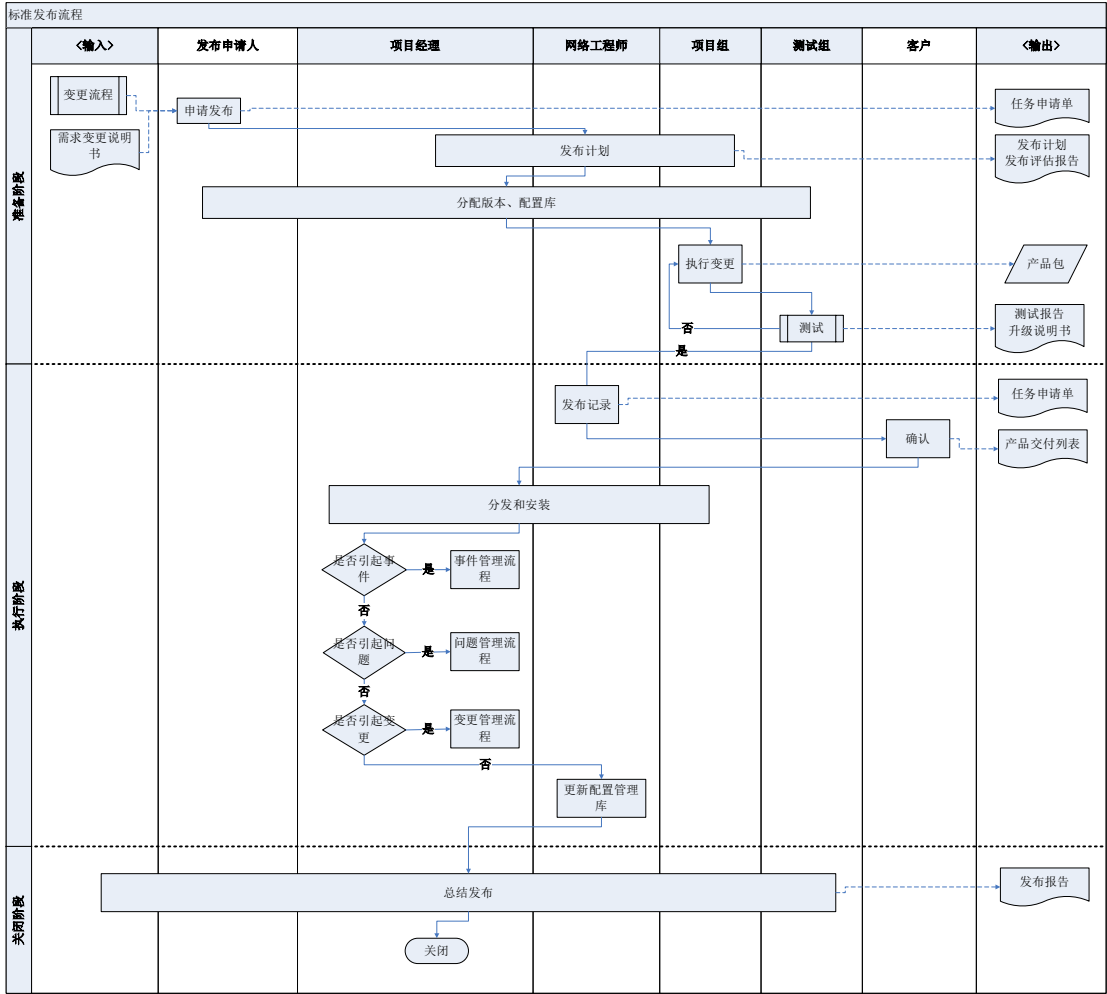 标准发布流程
<输入>
发布申请人
项目经理
网络工程师
项目组
测试组
客户
<输出>
准备阶段
变更流程
申请发布
任务申请单
需求变更说明
书
发布计划
发布计划
发布评估报告
分配版本、配置库
执行变更
产品包
测试
否
测试报告
升级说明书
是
执行阶段
发布记录
任务申请单
确认
产品交付列表
分发和安装
是否引起事
件
是
事件管理流
程
否
是否引起问
题
是
问题管理流
程
否
是否引起变
更
是
变更管理流
程
否
更新配置管理
库
关闭阶段
总结发布
发布报告
关闭